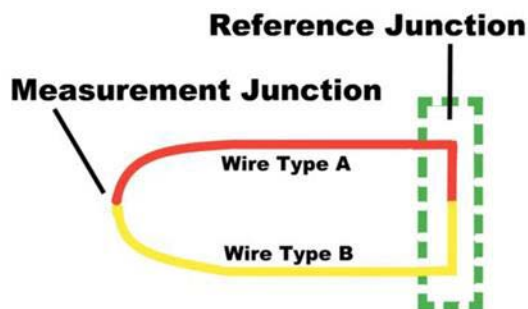 Reference Junction
Measurement Junction
Wire Type A
Wire Type B